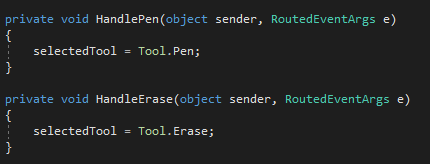 private void HandlePen(object sender, RoutedEventArgs e)
{
    selectedTool = Tool.Pen;
}
private void HandleErase(object sender, RoutedEventArgs e)
{
    selectedTool = Tool.Erase;
}